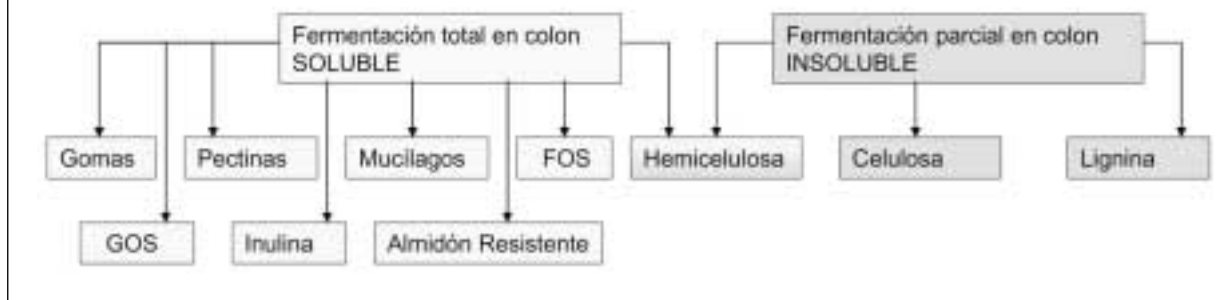 Fermentación total en colon
SOLUBLE
Fermentación parcial en colon
INSOLUBLE
Gomas
Pectinas
Mucilagos
FOS
Hemicelulosa
Celulosa
Lignina
GOS
Inulina
Almidón Resistente